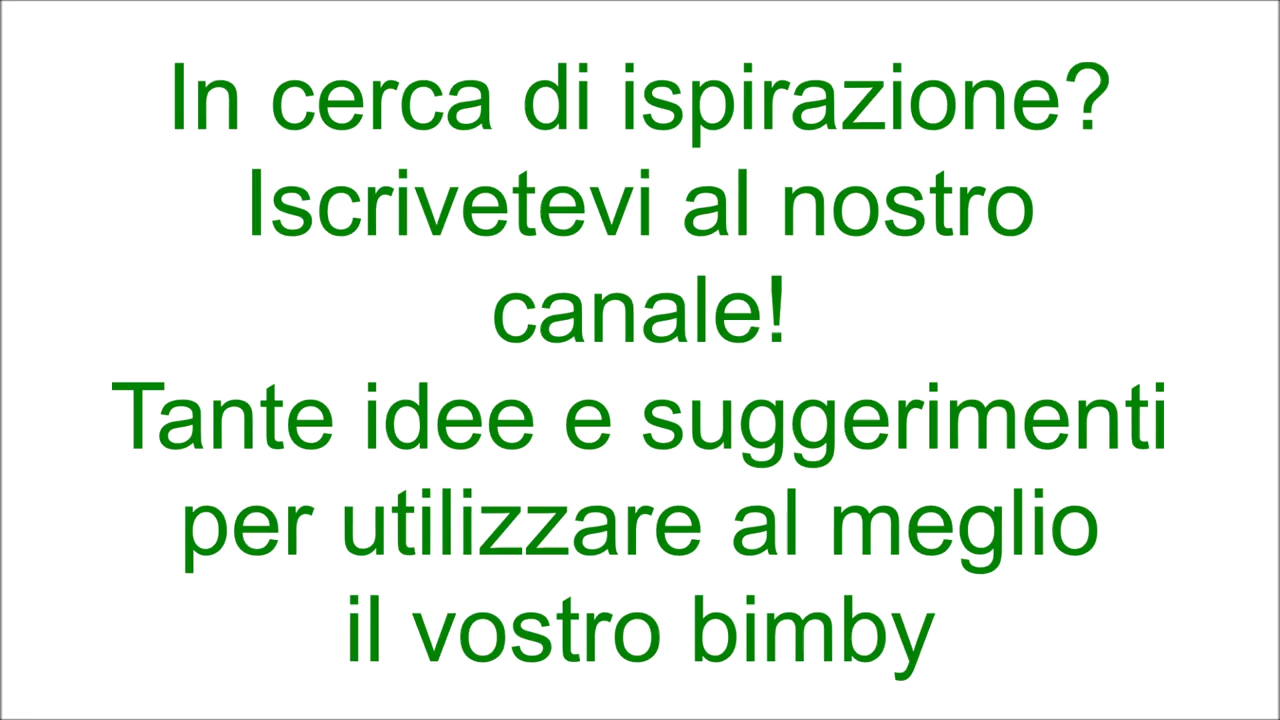 In cerca di ispirazione?
Iscrivetevi al nostro
canale!
Tante idee e suggerimenti
per utilizzare al meglio
il vostro bimby